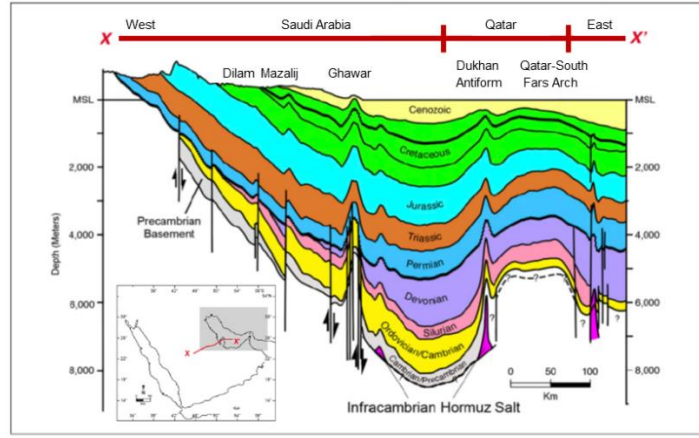 West
Saudi Arabia
Qatar
East
X
X'
Dilam
Mazalij
Ghawar
Dukhan
Antiform
Qatar-South
Fars Arch
MSL
MSL
Cenozoic
Cretaceous
2,000
2,000
Jurassic
Precambrian
Basement
Triassic
4,000
4,000
Permian
Depth (Meters)
Devonian
Silurian
6,000
6,000
?
?
?
?
Ordovician/Cambrian
Cambrian/Precambrian
8,000
8,000
X
X'
0
50
100
Km
Infracambrian Hormuz Salt